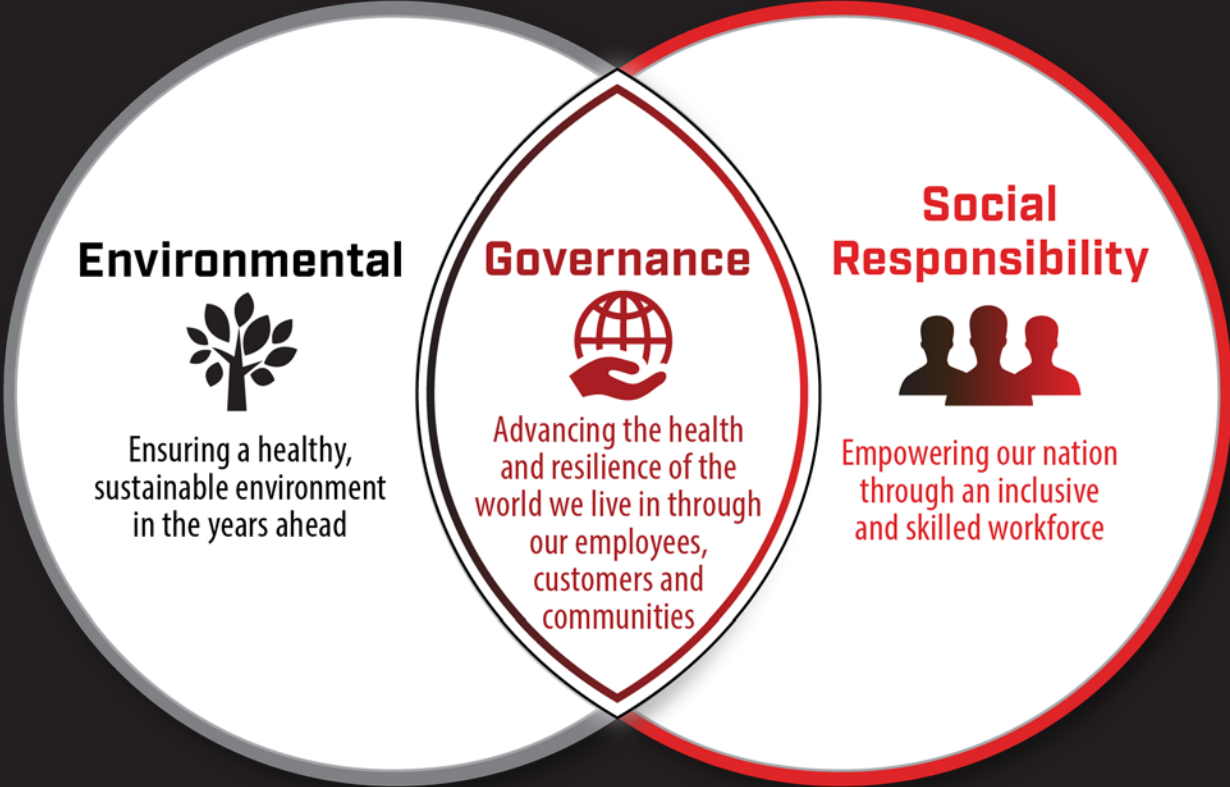 Environmental
Ensuring a healthy,
sustainable environment
in the years ahead
Governance
Advancing the health
and resilience of the
world we live in through
our employees,
customers and
communities
Social
Responsibility
Empowering our nation
through an inclusive
and skilled workforce